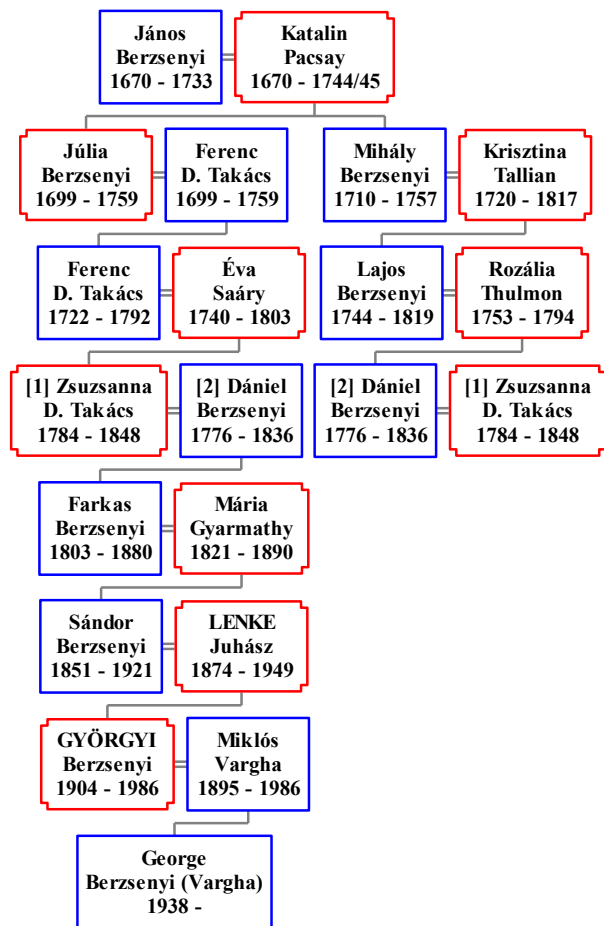 János
Berzsenyi
1670 - 1733
Katalin
Pacsay
1670 - 1744/45
Júlia
Berzsenyi
1699 - 1759
Ferenc
D. Takács
1699 - 1759
Mihály
Berzsenyi
1710 - 1757
Krisztina
Tallian
1720 - 1817
Ferenc
D. Takács
1722 - 1792
Éva
Saáry
1740 - 1803
Lajos
Berzsenyi
1744 - 1819
Rozália
Thulmon
1753 - 1794
[1] Zsuzsanna
D. Takács
1784 - 1848
[2] Dániel
Berzsenyi
1776 - 1836
[2] Dániel
Berzsenyi
1776 - 1836
[1] Zsuzsanna
D. Takács
1784 - 1848
Farkas
Berzsenyi
1803 - 1880
Mária
Gyarmathy
1821 - 1890
Sándor
Berzsenyi
1851 - 1921
LENKE
Juhász
1874 - 1949
GYÖRGYI
Berzsenyi
1904 - 1986
Miklós
Vargha
1895 - 1986
George
Berzsenyi (Vargha)
1938 -